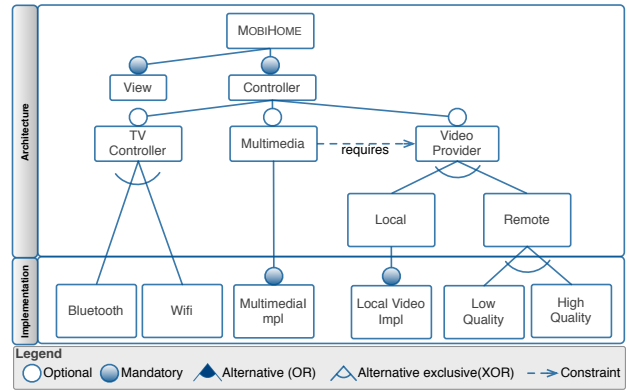 MOBIHOME
View
Controller
TV
Controller
Multimedia
requires
Video
Provider
Local
Remote
Architecture
Bluetooth
Wifi
MultimediaI
mpl
Local Video
Impl
Low
Quality
High
Quality
Implementation
Legend
Optional
Mandatory
Alternative (OR)
Alternative exclusive(XOR)
Constraint